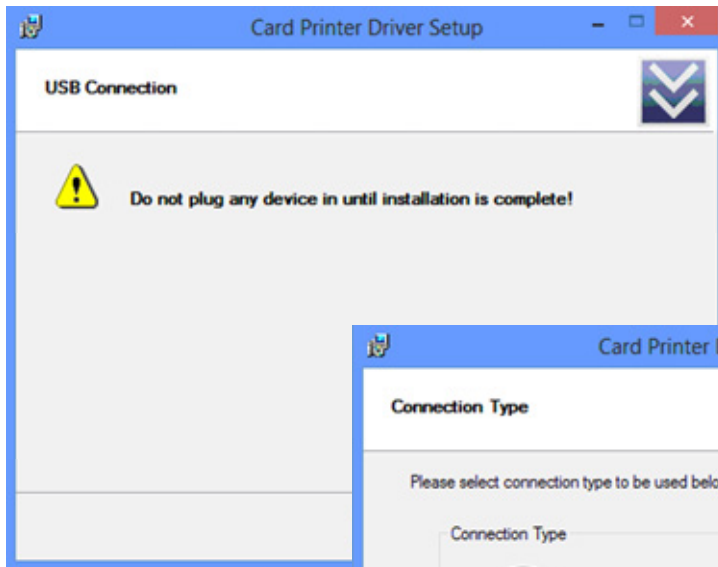 Card Printer Driver Setup
USB Connection
Do not plug any device in until installation is complete!
Card Printer
Connection Type
Please select connection type to be used
Connection Type